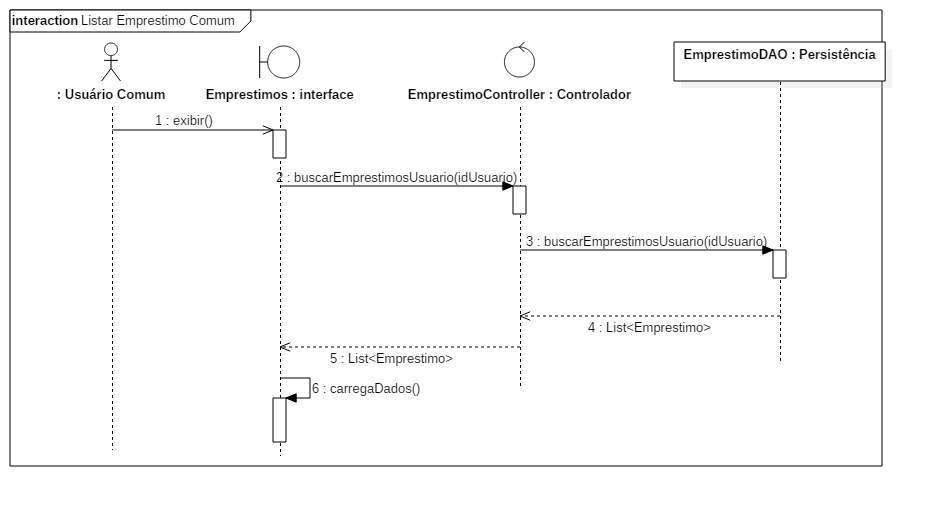 interaction Listar Emprestimo Comum
: Usuário Comum
Emprestimos : interface
EmprestimoController : Controlador
EmprestimoDAO : Persistência
1 : exibir()
2 : buscarEmprestimosUsuario(idUsuario)
3 : buscarEmprestimosUsuario(idUsuario)
4 : List<Emprestimo>
5 : List<Emprestimo>
6 : carregaDados()